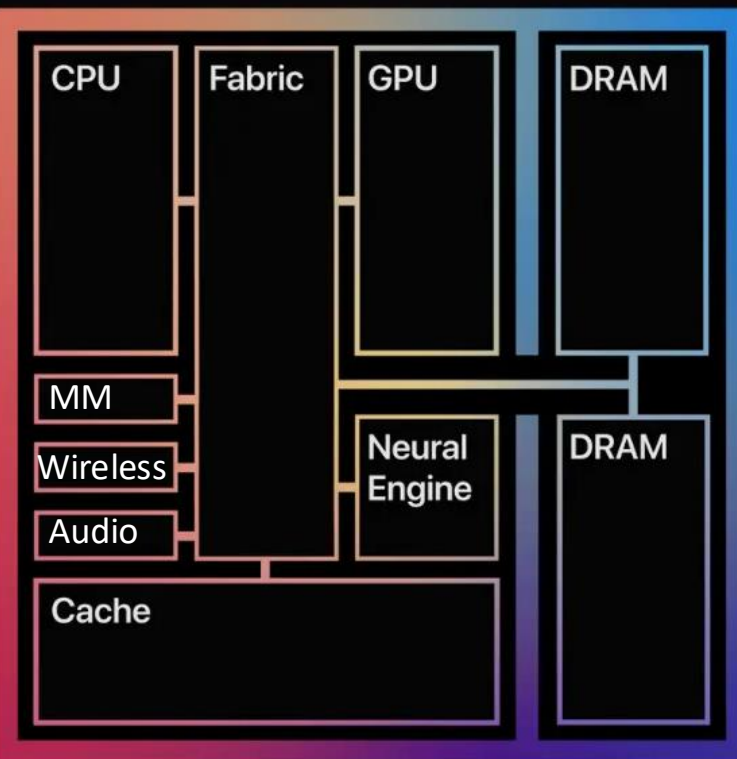 CPU
Fabric
GPU
DRAM
MM
Wireless
Audio
Neural
Engine
DRAM
Cache